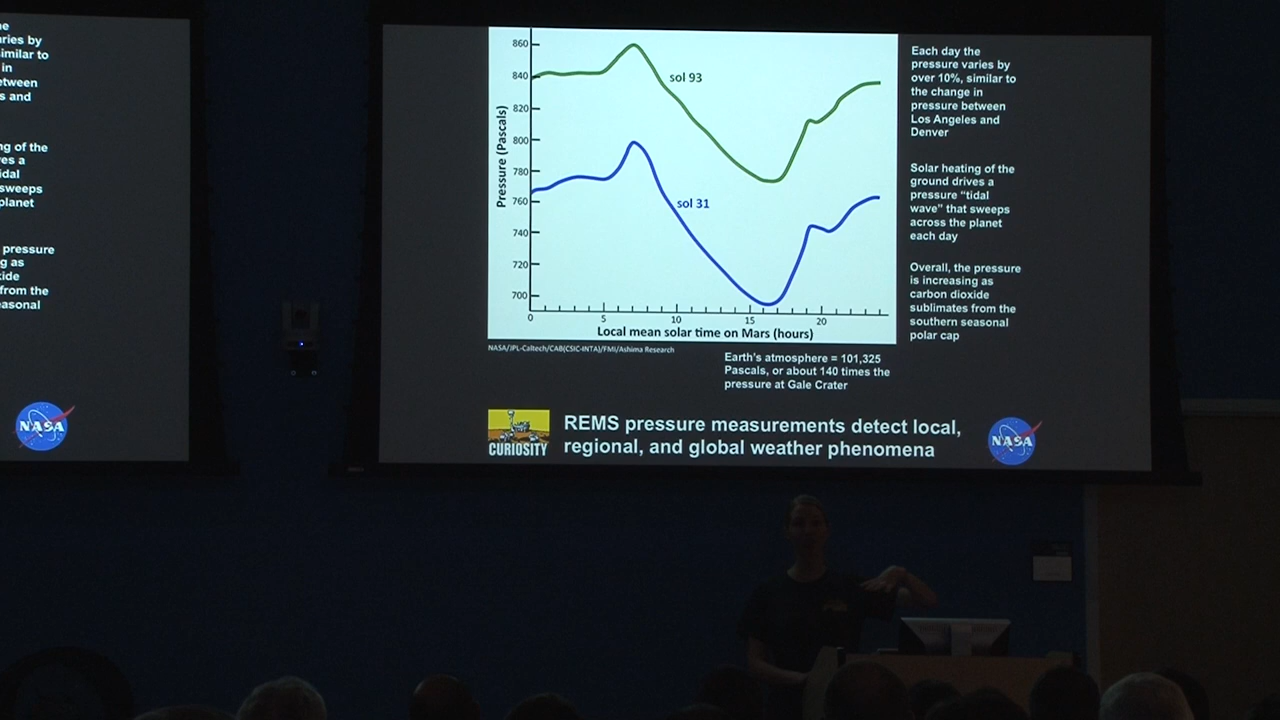 ries by
imilar to
in
etween
s and
g of the
es a
idal
sweeps
planet
pressure
g as
ide
from the
easonal
NASA
860
840
820
800
780
760
740
720
700
Pressure (Pascals)
sol 93
sol 31
0 5 10 15 20
Local mean solar time on Mars (hours)
NASA/JPL-Caltech/CAB(CSIC-INTA)/FMI/Ashima Research
Each day the
pressure varies by
over 10%, similar to
the change in
pressure between
Los Angeles and
Denver
Solar heating of the
ground drives a
pressure “tidal
wave” that sweeps
across the planet
each day
Overall, the pressure
is increasing as
carbon dioxide
sublimates from the
southern seasonal
polar cap
Earth's atmosphere = 101,325
Pascals, or about 140 times the
pressure at Gale Crater
CURIOSITY
REMS pressure measurements detect local,
regional, and global weather phenomena
NASA